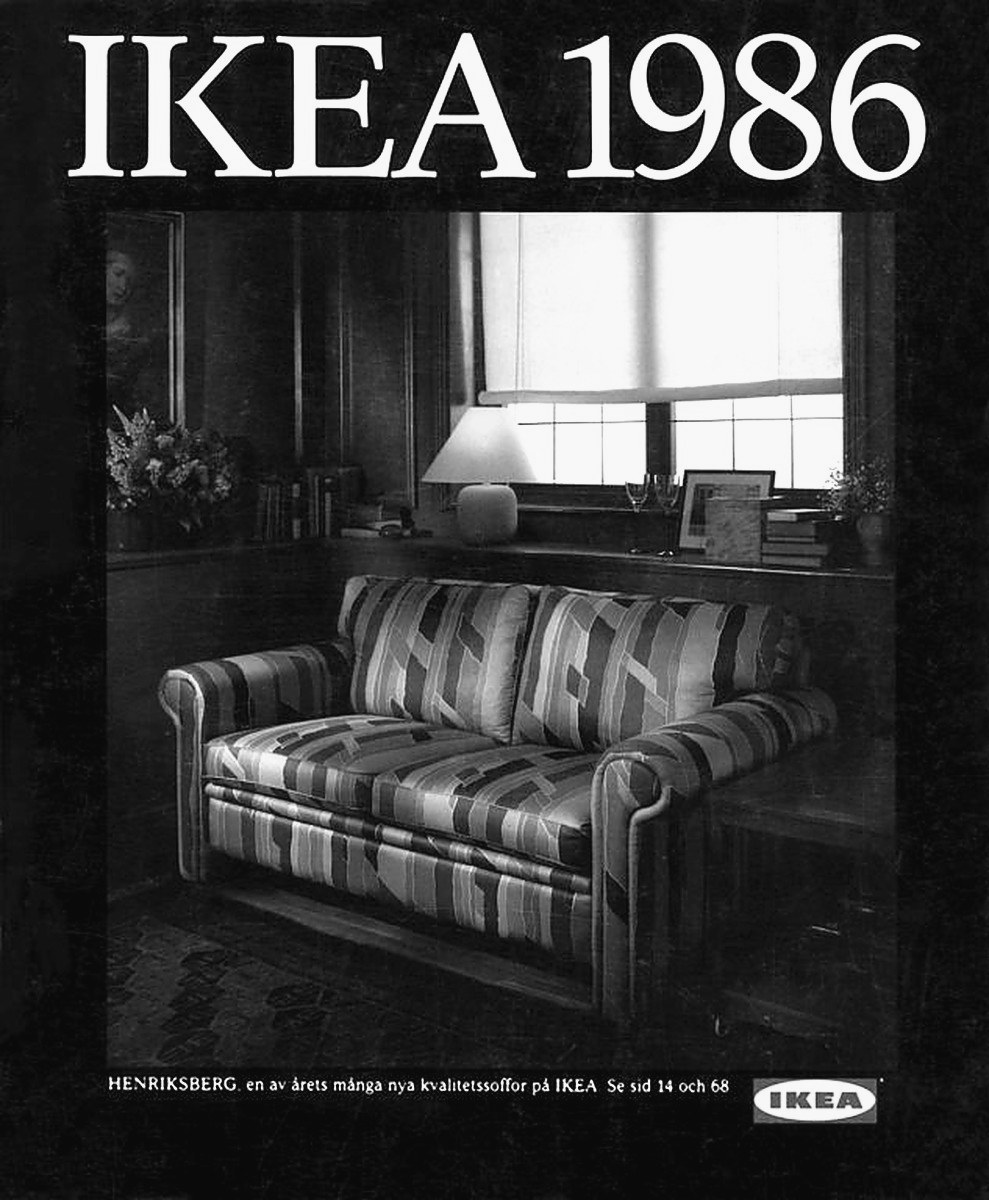 IKEA 1986
HENRIKSBERG, en av årets många nya kvalitetssoffor på IKEA Se sid 14 och 68
IKEA